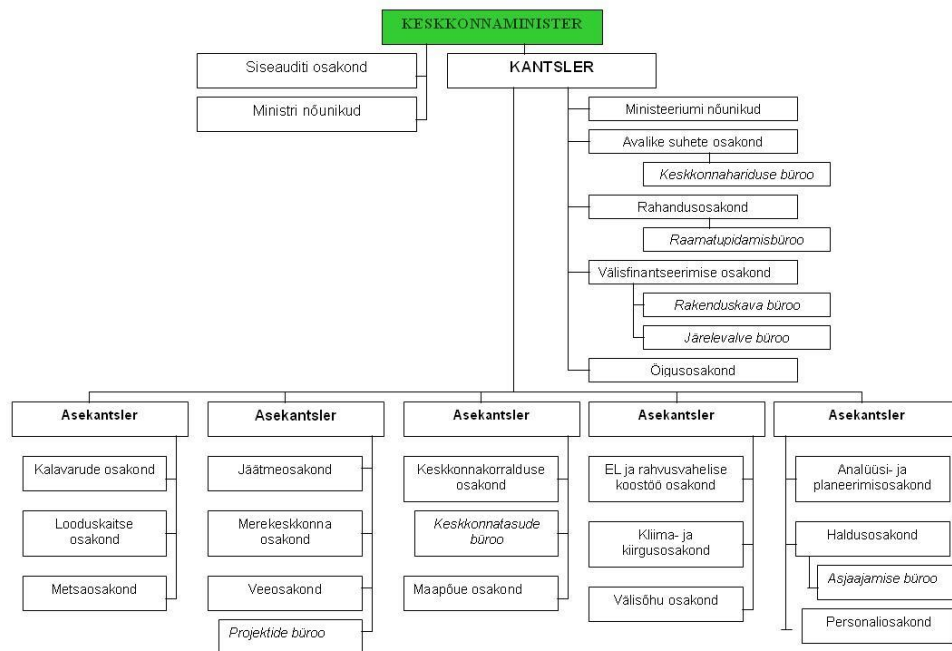 KESKKONNAMINISTER
Siseauditi osakond
KANTSLER
Ministri nõunikud
Ministeeriumi nõunikud
Avalike suhete osakond
Keskkonnahariduse büroo
Rahandusosakond
Raamatupidamisbüroo
Välisfinantseerimise osakond
Rakenduskava büroo
Järelevalve büroo
Õigusosakond
Asekantsler
Kalavarude osakond
Looduskaitse
osakond
Metsaosakond
Asekantsler
Jäätmeosakond
Merekeskkonna
osakond
Veeosakond
Projektide büroo
Asekantsler
Keskkonnakorralduse
osakond
Keskkonnatasude
büroo
Maapõue osakond
Asekantsler
EL ja rahvusvahelise
koostöö osakond
Kliima- ja
kiirgusosakond
Välisõhu osakond
Asekantsler
Analüüsi- ja
planeerimisosakond
Haldusosakond
Asjaajamise büroo
Personaliosakond